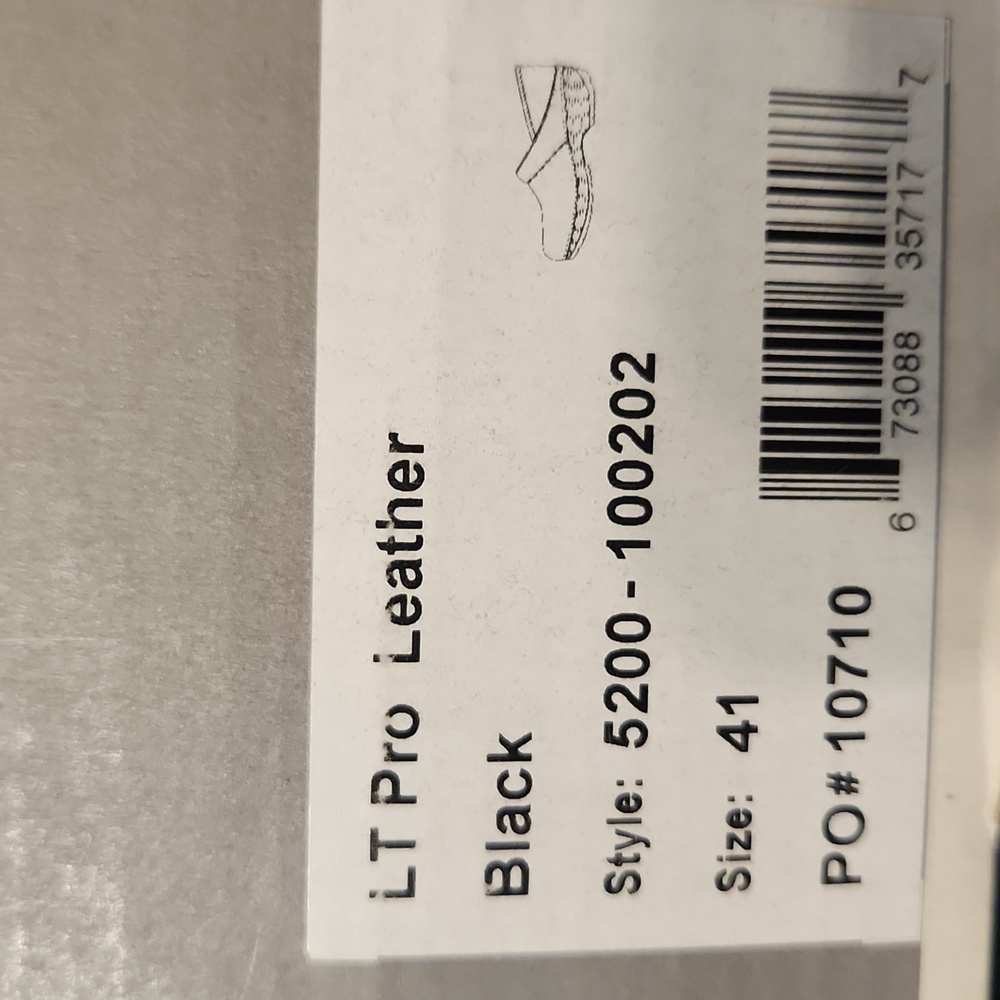 LT Pro Leather
Black
Style: 5200 - 100202
Size: 41
PO# 10710
6 73088 35717 7